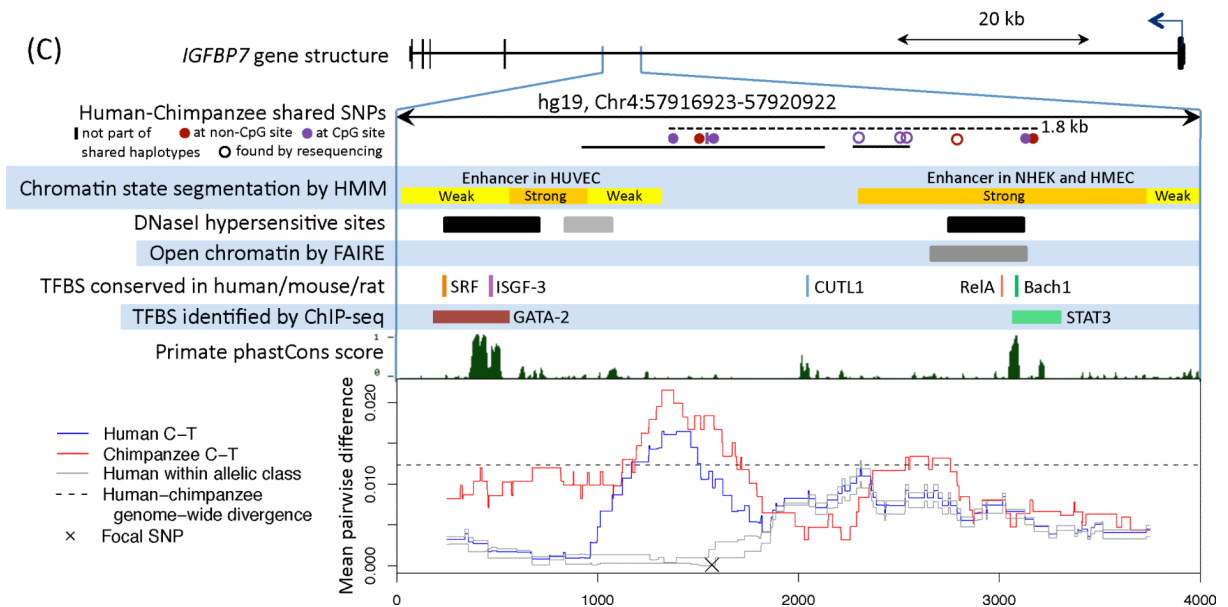 (C)
20 kb
IGFBP7 gene structure
hg19, Chr4:57916923-57920922
Human-Chimpanzee shared SNPs
not part of at non-CpG site at CpG site
shared haplotypes found by resequencing
1.8 kb
Chromatin state segmentation by HMM
Enhancer in HUVEC Enhancer in NHEK and HMEC
Weak Strong Weak Strong Weak
DNaseI hypersensitive sites
Open chromatin by FAIRE
TFBS conserved in human/mouse/rat SRF ISGF-3 CUTL1 RelA Bach1
TFBS identified by ChIP-seq GATA-2 STAT3
Primate phastCons score
1
0
Mean pairwise difference
0.020
0.010
0.000
Human C-T
Chimpanzee C-T
Human within allelic class
Human-chimpanzee
genome-wide divergence
Focal SNP
0 1000 2000 3000 4000